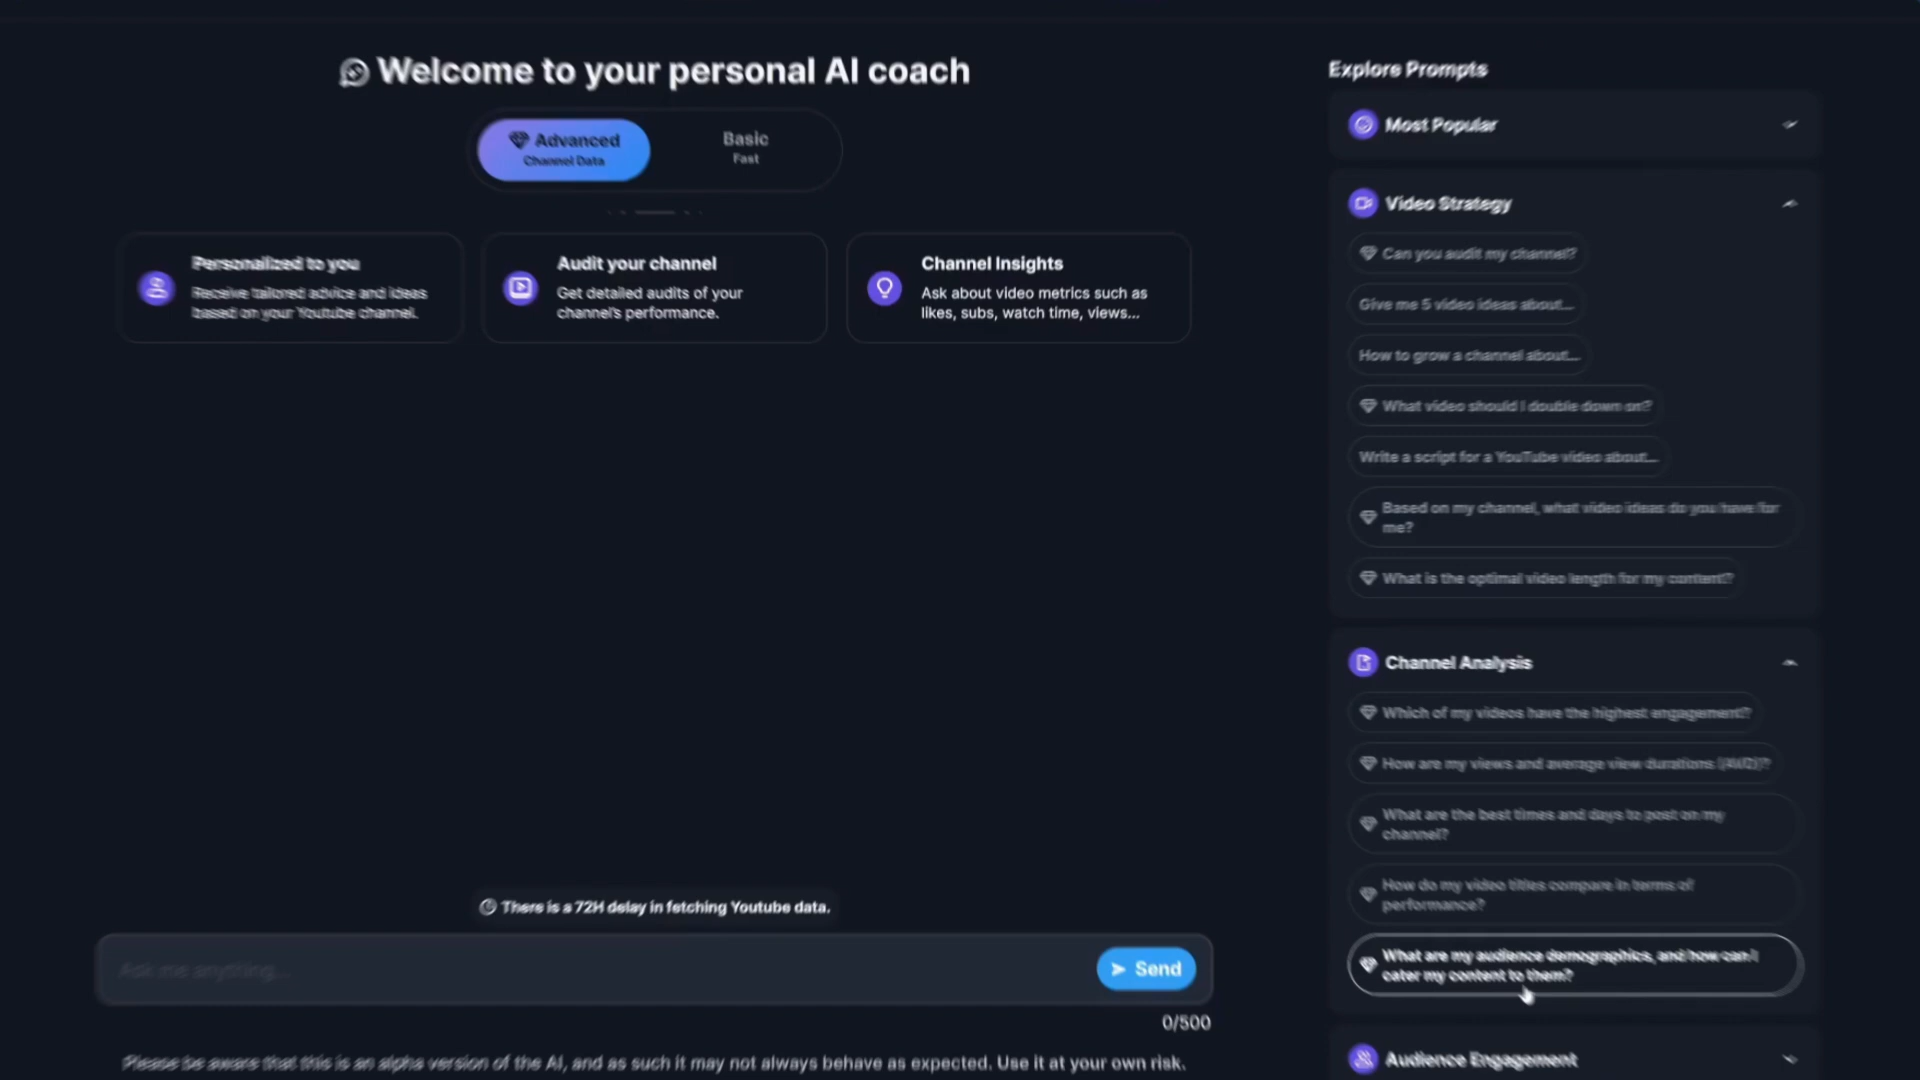 Welcome to your personal AI coach
Advanced
Channel Data
Basic
Fast
Personalized to you
Receive tailored advice and ideas
based on your Youtube channel.
Audit your channel
Get detailed audits of your
channel's performance.
Channel Insights
Ask about video metrics such as
likes, subs, watch time, views...
There is a 72H delay in fetching Youtube data.
Ask me anything...
Send
0/500
Please be aware that this is an alpha version of the AI, and as such it may not always behave as expected. Use it at your own risk.
Explore Prompts
Most Popular
Video Strategy
Can you audit my channel?
Give me 5 video ideas about...
How to grow a channel about...
What video should I double down on?
Write a script for a YouTube video about...
Based on my channel, what video ideas do you have for
me?
What is the optimal video length for my content?
Channel Analysis
Which of my videos have the highest engagement?
How are my views and average view durations (AVD)?
What are the best times and days to post on my
channel?
How do my video titles compare in terms of
performance?
What are my audience demographics, and how can I
cater my content to them?
Audience Engagement